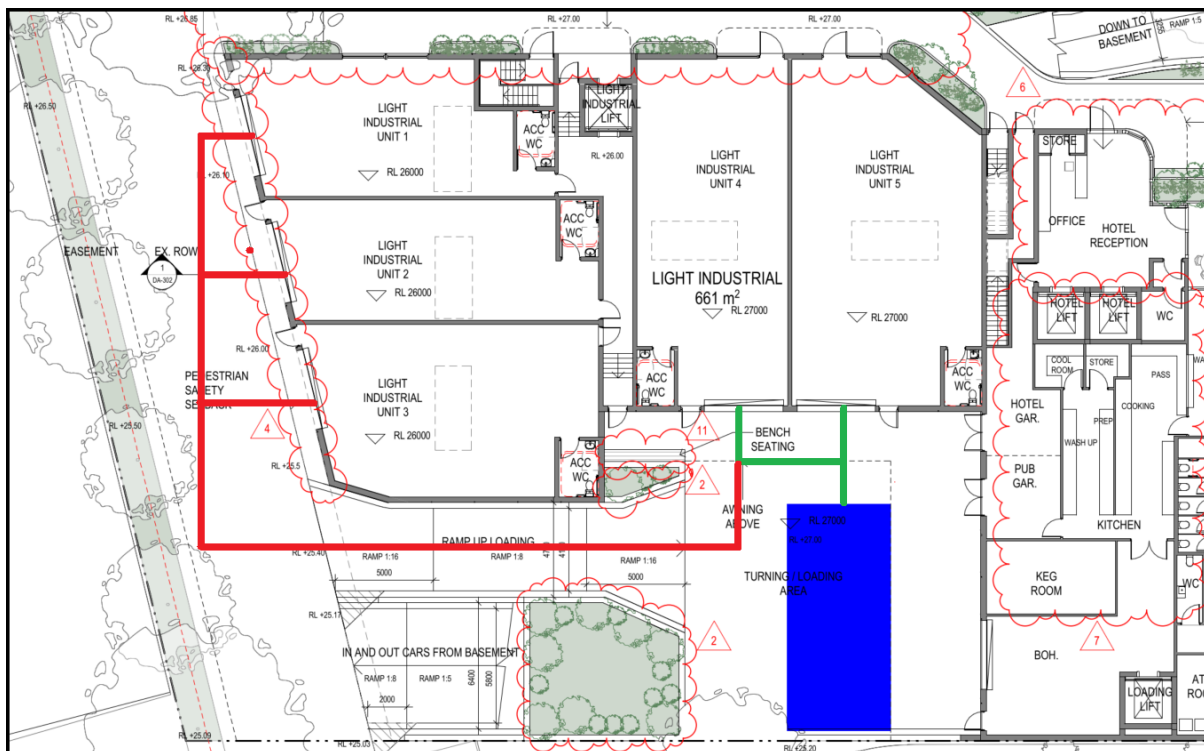 RL +26.85
RL +27.00
RL +27.00
DOWN TO
BASEMENT
RAMP 1:5
RL +26.30
RL +26.50
LIGHT
INDUSTRIAL
UNIT 1
RL 26000
ACC
WC
LIGHT
INDUSTRIAL
LIFT
RL +26.00
LIGHT
INDUSTRIAL
UNIT 4
LIGHT
INDUSTRIAL
UNIT 5
6
STORE
OFFICE
HOTEL
RECEPTION
RL +26.10
EASEMENT
EX. ROW
1
DA-302
LIGHT
INDUSTRIAL
UNIT 2
RL 26000
ACC
WC
LIGHT INDUSTRIAL
661 m²
RL 27000
RL 27000
HOTEL
LIFT
HOTEL
LIFT
WC
RL +26.00
PEDESTRIAN
SAFETY
SETBACK
RL +25.50
4
LIGHT
INDUSTRIAL
UNIT 3
RL 26000
ACC
WC
ACC
WC
ACC
WC
COOL
ROOM
STORE
PASS
COOKING
PREP
WASH UP
HOTEL
GAR.
PUB
GAR.
KITCHEN
11
BENCH
SEATING
2
RL +25.5
AWNING
ABOVE
RL 27000
RAMP UP LOADING
RL +25.40
RAMP 1:16
RAMP 1:8
RAMP 1:16
5000
5000
TURNING / LOADING
AREA
KEG
ROOM
WC
7
RL +25.17
2
IN AND OUT CARS FROM BASEMENT
RAMP 1:8
RAMP 1:5
2000
6400
5800
BOH.
LOADING
LIFT
RL +25.09
RL +25.03
RL +25.20